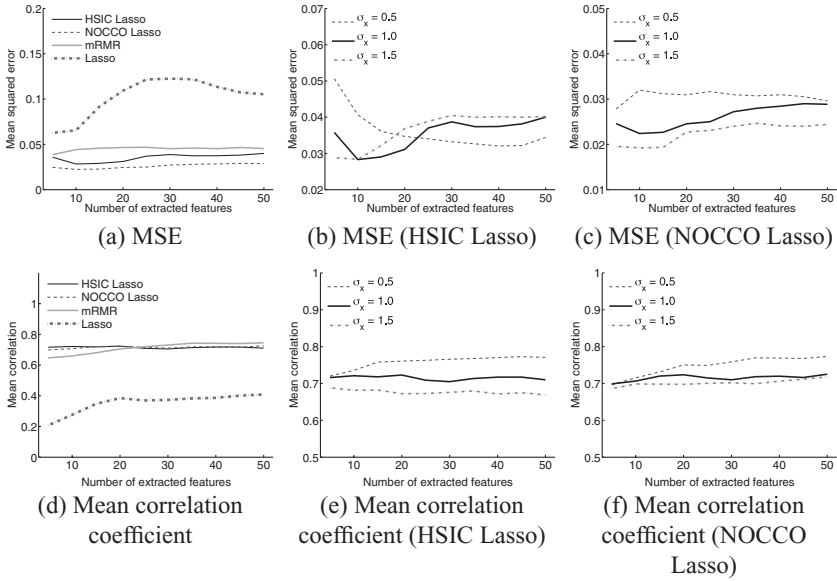 0.2
0.15
0.1
0.05
0
Mean squared error
HSIC Lasso
NOCCO Lasso
mRMR
Lasso
10 20 30 40 50
Number of extracted features
(a) MSE
0.07
0.06
0.05
0.04
0.03
0.02
Mean squared error
σx = 0.5
σx = 1.0
σx = 1.5
10 20 30 40 50
Number of extracted features
(b) MSE (HSIC Lasso)
0.05
0.04
0.03
0.02
0.01
Mean squared error
σx = 0.5
σx = 1.0
σx = 1.5
10 20 30 40 50
Number of extracted features
(c) MSE (NOCCO Lasso)
1
0.8
0.6
0.4
0.2
0
Mean correlation
HSIC Lasso
NOCCO Lasso
mRMR
Lasso
10 20 30 40 50
Number of extracted features
(d) Mean correlation
coefficient
1
0.9
0.8
0.7
0.6
0.5
Mean correlation
σx = 0.5
σx = 1.0
σx = 1.5
10 20 30 40 50
Number of extracted features
(e) Mean correlation
coefficient (HSIC Lasso)
1
0.9
0.8
0.7
0.6
0.5
Mean correlation
σx = 0.5
σx = 1.0
σx = 1.5
10 20 30 40 50
Number of extracted features
(f) Mean correlation
coefficient (NOCCO
Lasso)